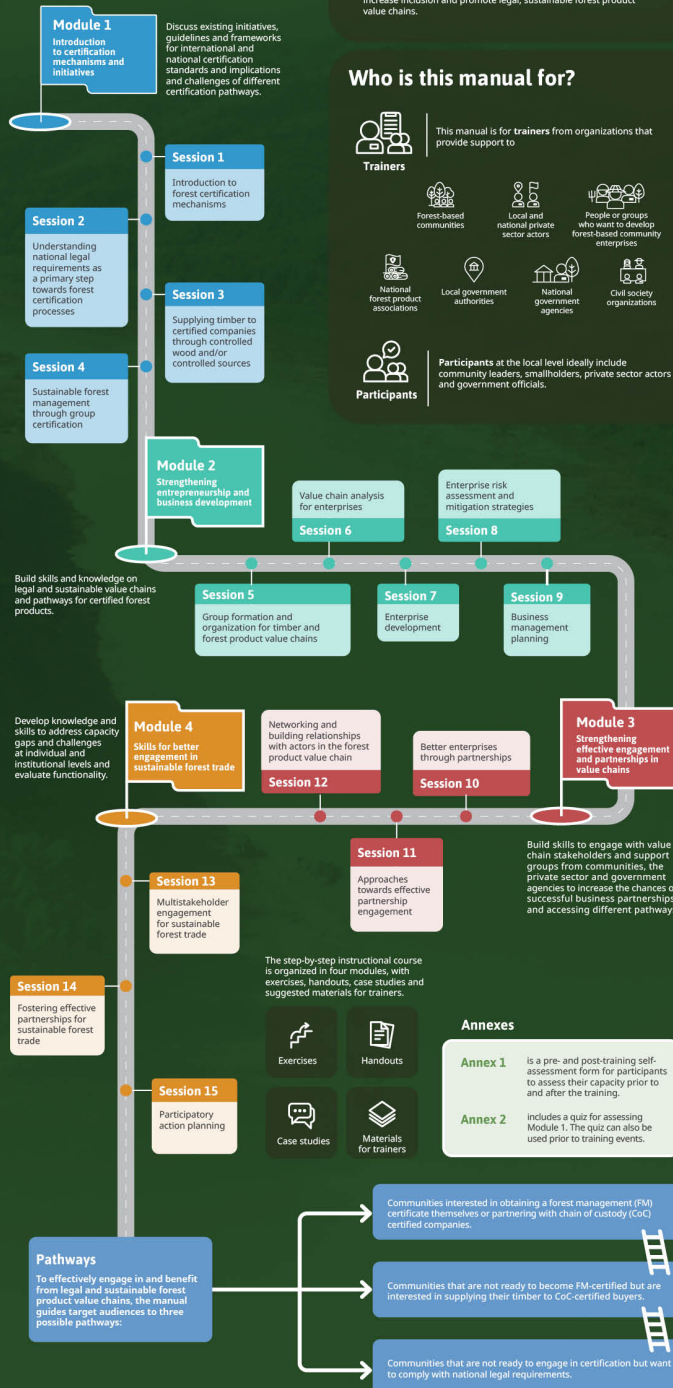 increase inclusion and promote legal, sustainable forest product
value chains.
Module 1
Introduction
to certification
mechanisms and
initiatives
Discuss existing initiatives,
guidelines and frameworks
for international and
national certification
standards and implications
and challenges of different
certification pathways.
Who is this manual for?
Trainers
This manual is for trainers from organizations that
provide support to
Forest-based
communities
Local and
national private
sector actors
People or groups
who want to develop
forest-based community
enterprises
National
forest product
associations
Local government
authorities
National
government
agencies
Civil society
organizations
Participants
Participants at the local level ideally include
community leaders, smallholders, private sector actors
and government officials.
Session 1
Introduction to
forest certification
mechanisms
Session 2
Understanding
national legal
requirements as
a primary step
towards forest
certification
processes
Session 3
Supplying timber to
certified companies
through controlled
wood and/or
controlled sources
Session 4
Sustainable forest
management
through group
certification
Module 2
Strengthening
entrepreneurship and
business development
Build skills and knowledge on
legal and sustainable value chains
and pathways for certified forest
products.
Session 5
Group formation and
organization for timber and
forest product value chains
Value chain analysis
for enterprises
Session 6
Session 7
Enterprise
development
Enterprise risk
assessment and
mitigation strategies
Session 8
Session 9
Business
management
planning
Module 3
Strengthening
effective engagement
and partnerships in
value chains
Build skills to engage with value
chain stakeholders and support
groups from communities, the
private sector and government
agencies to increase the chances
successful business partnerships
and accessing different
Better enterprises
through partnerships
Session 10
Session 11
Approaches
towards effective
partnership
engagement
Networking and
building relationships
with actors in the forest
product value chain
Session 12
Module 4
Skills for better
engagement in
sustainable forest trade
Develop knowledge and
skills to address capacity
gaps and challenges
at individual and
institutional levels and
evaluate functionality.
Session 13
Multistakeholder
engagement
for sustainable
forest trade
Session 14
Fostering effective
partnerships for
sustainable forest
trade
Session 15
Participatory
action planning
The step-by-step instructional course
is organized in four modules, with
exercises, handouts, case studies and
suggested materials for trainers.
Exercises
Handouts
Case studies
Materials
for trainers
Annexes
Annex 1
is a pre- and post-training self-
assessment form for participants
to assess their capacity prior to
and after the training.
Annex 2
includes a quiz for assessing
Module 1. The quiz can also be
used prior to training events.
Pathways
To effectively engage in and benefit
from legal and sustainable forest
product value chains, the manual
guides target audiences to three
possible pathways:
Communities interested in obtaining a forest management (FM)
certificate themselves or partnering with chain of custody (CoC)
certified companies.
Communities that are not ready to become FM-certified but are
interested in supplying their timber to CoC-certified buyers.
Communities that are not ready to engage in certification but want
to comply with national legal requirements.